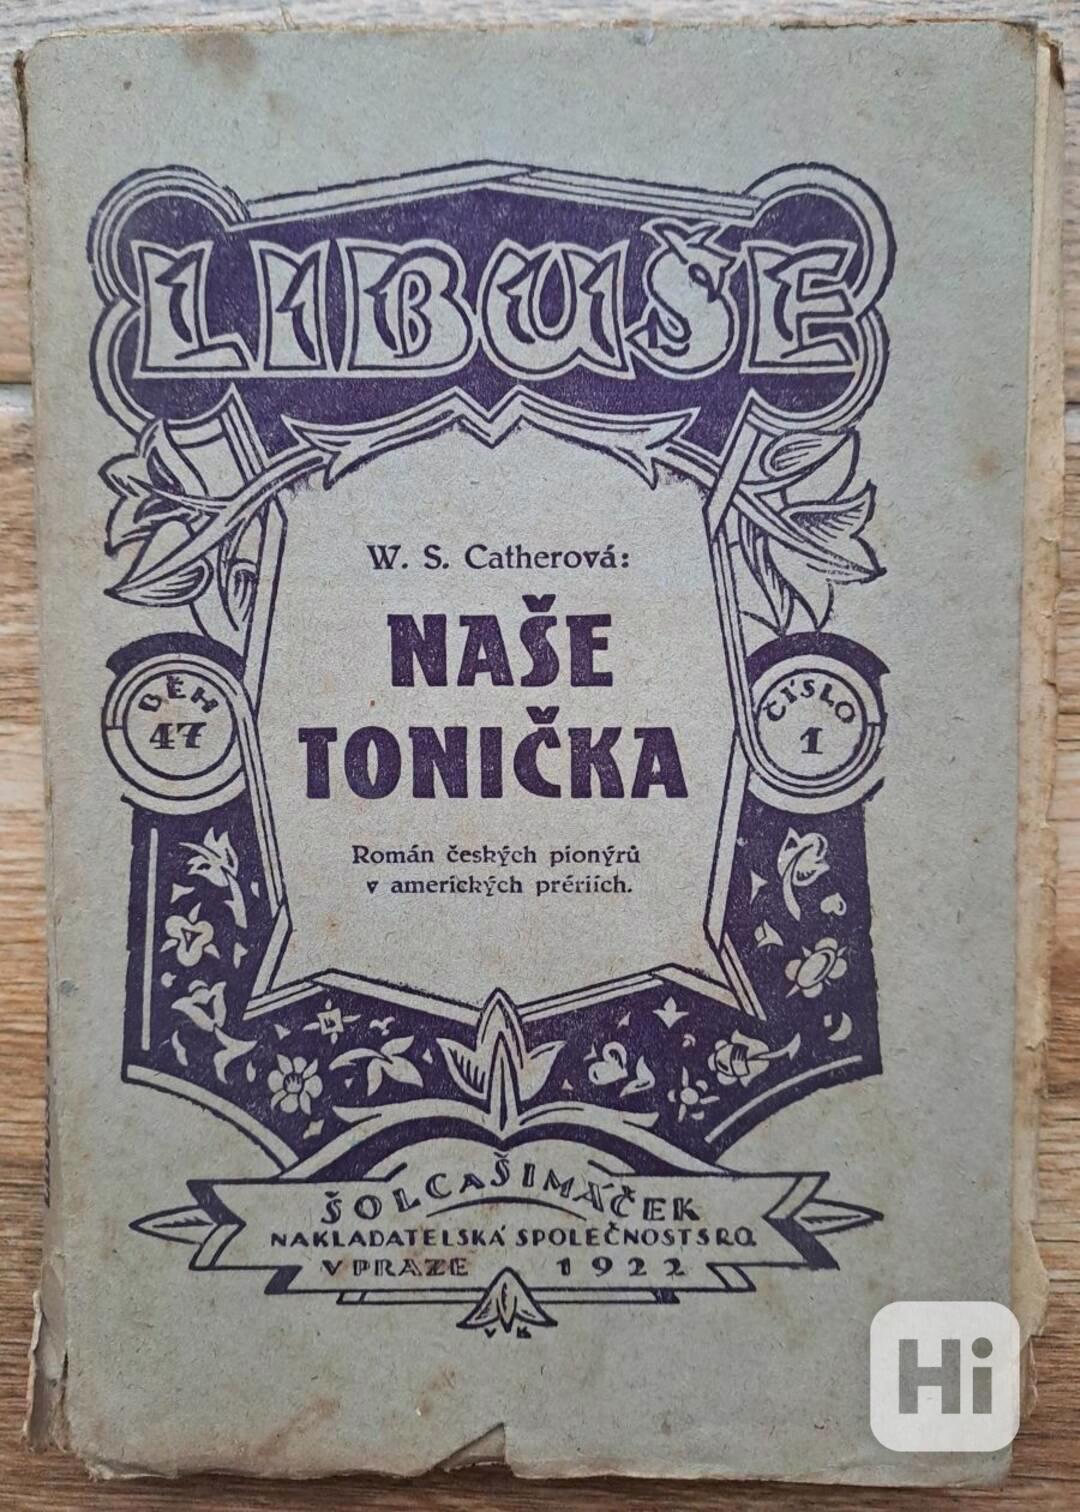 LIBUŠE
W. S. Catherová:
NAŠE
TONIČKA
BĚH
47
ČÍSLO
1
Román českých pionýrů
v amerických prériích.
ŠOLC A ŠIMÁČEK
NAKLADATELSKÁ SPOLEČNOST S R.O.
V PRAZE 1922
V K
Hi